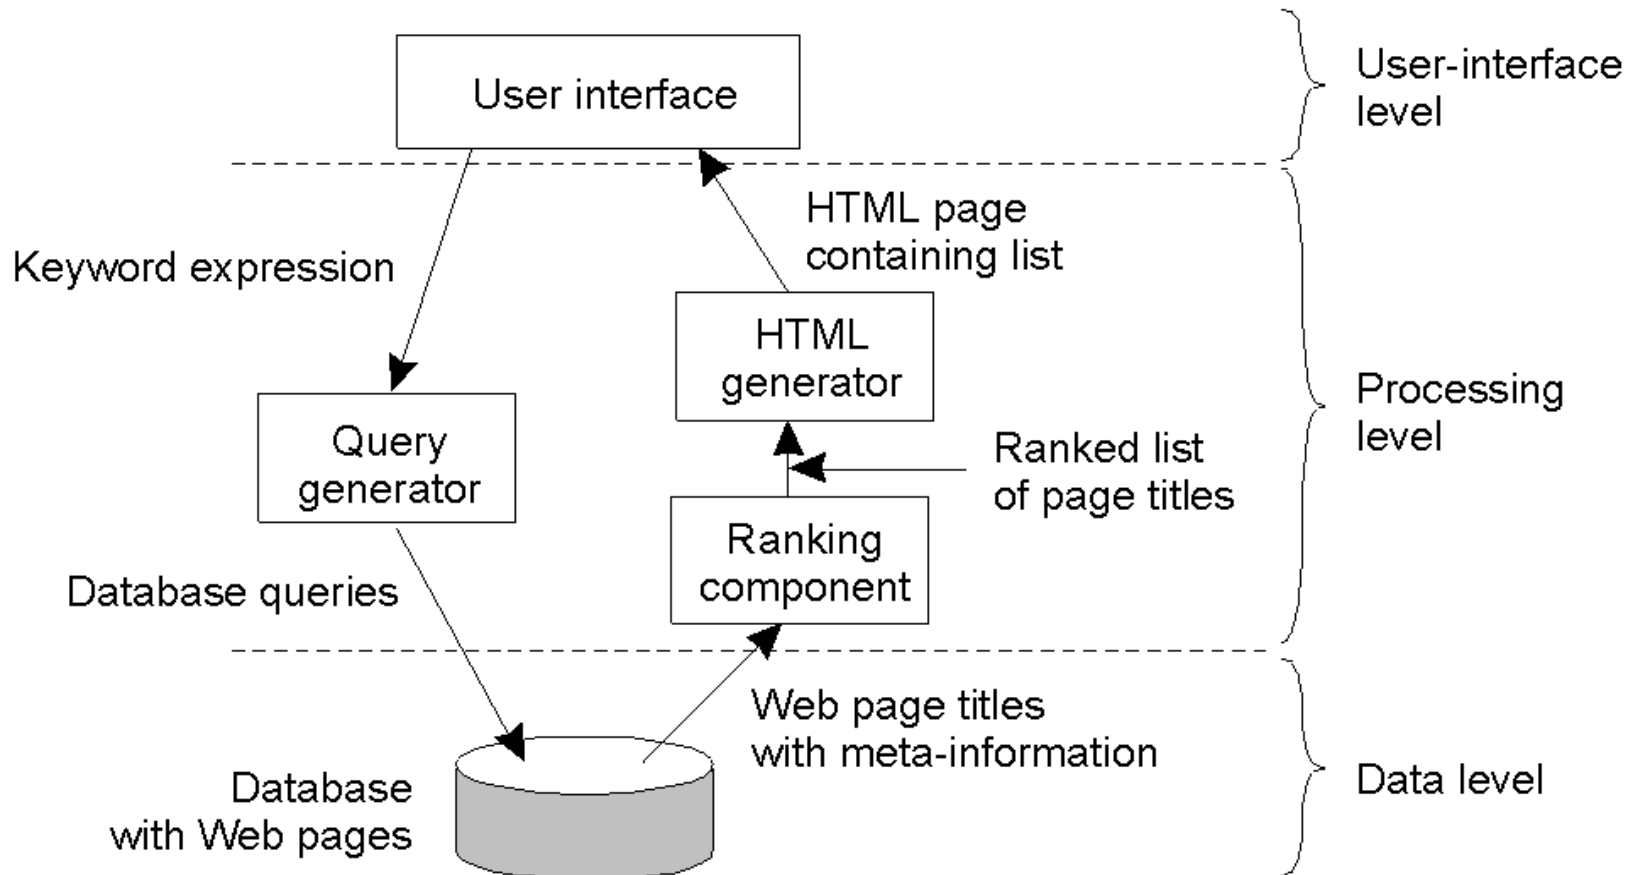 User interface
User-interface
level
Keyword expression
HTML page
containing list
HTML
generator
Processing
level
Query
generator
Ranked list
of page titles
Ranking
component
Database queries
Web page titles
with meta-information
Database
with Web pages
Data level